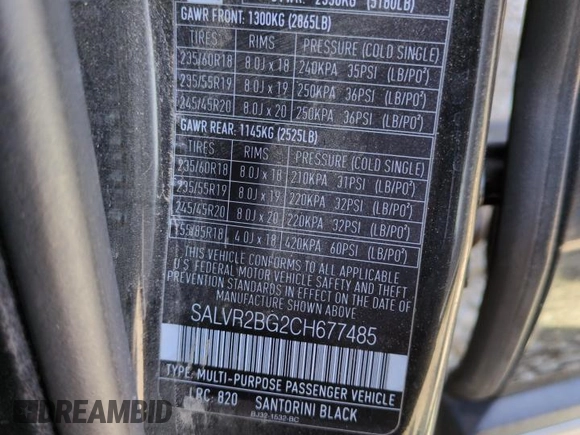 2350KG (5180LB)
GAWR FRONT: 1300KG (2865LB)
TIRES RIMS PRESSURE (COLD SINGLE)
235/60R18 8.0J x 18 240KPA 35PSI (LB/PO²)
235/55R19 8.0J x 19 250KPA 36PSI (LB/PO²)
245/45R20 8.0J x 20 250KPA 36PSI (LB/PO²)
GAWR REAR: 1145KG (2525LB)
TIRES RIMS PRESSURE (COLD SINGLE)
235/60R18 8.0J x 18 210KPA 31PSI (LB/PO²)
235/55R19 8.0J x 19 220KPA 32PSI (LB/PO²)
245/45R20 8.0J x 20 220KPA 32PSI (LB/PO²)
155/85R18 4.0J x 18 420KPA 60PSI (LB/PO²)
THIS VEHICLE CONFORMS TO ALL APPLICABLE
U.S FEDERAL MOTOR VEHICLE SAFETY AND THEFT
PREVENTION STANDARDS IN EFFECT ON THE DATE OF
MANUFACTURE SHOWN ABOVE
SALVR2BG2CH677485
TYPE: MULTI-PURPOSE PASSENGER VEHICLE
LRC: 820 SANTORINI BLACK
BJ32-1532-BC
DREAMBID